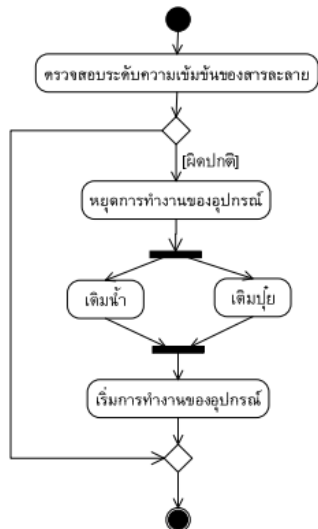 ตรวจสอบระดับความเข้มข้นของสารละลาย
[ผิดปกติ]
หยุดการทำงานของอุปกรณ์
เติมน้ำ
เติมปุ๋ย
เริ่มการทำงานของอุปกรณ์